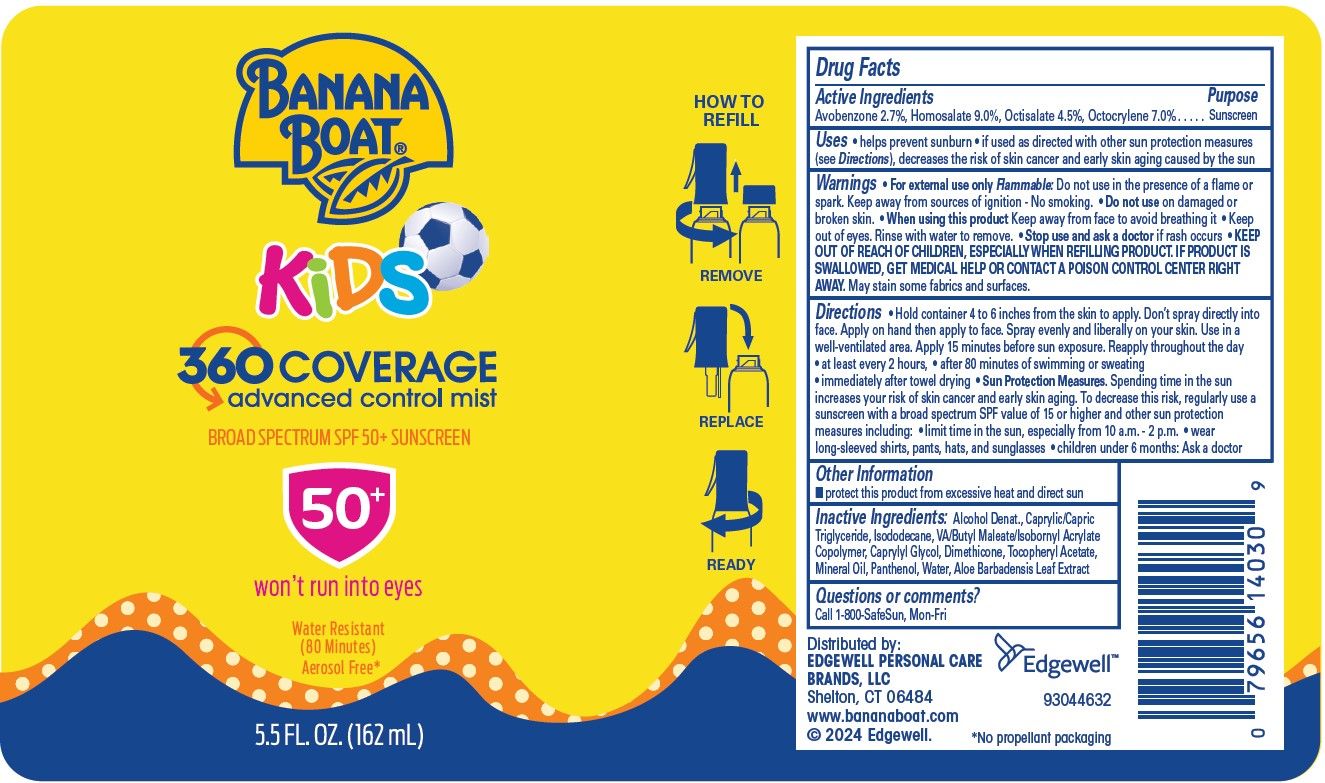 BANANA
BOAT®
KiDS
360 COVERAGE
advanced control mist
BROAD SPECTRUM SPF 50+ SUNSCREEN
50+
won't run into eyes
Water Resistant
(80 Minutes)
Aerosol Free*
5.5 FL. OZ. (162 mL)
HOW TO
REFILL
REMOVE
REPLACE
READY
Drug Facts
Active Ingredients Purpose
Avobenzone 2.7%, Homosalate 9.0%, Octisalate 4.5%, Octocrylene 7.0% . . . . . Sunscreen
Uses • helps prevent sunburn • if used as directed with other sun protection measures
(see Directions), decreases the risk of skin cancer and early skin aging caused by the sun
Warnings • For external use only Flammable: Do not use in the presence of a flame or
spark. Keep away from sources of ignition - No smoking. • Do not use on damaged or
broken skin. • When using this product Keep away from face to avoid breathing it • Keep
out of eyes. Rinse with water to remove. • Stop use and ask a doctor if rash occurs • KEEP
OUT OF REACH OF CHILDREN, ESPECIALLY WHEN REFILLING PRODUCT. IF PRODUCT IS
SWALLOWED, GET MEDICAL HELP OR CONTACT A POISON CONTROL CENTER RIGHT
AWAY. May stain some fabrics and surfaces.
Directions • Hold container 4 to 6 inches from the skin to apply. Don't spray directly into
face. Apply on hand then apply to face. Spray evenly and liberally on your skin. Use in a
well-ventilated area. Apply 15 minutes before sun exposure. Reapply throughout the day
• at least every 2 hours, • after 80 minutes of swimming or sweating
• immediately after towel drying • Sun Protection Measures. Spending time in the sun
increases your risk of skin cancer and early skin aging. To decrease this risk, regularly use a
sunscreen with a broad spectrum SPF value of 15 or higher and other sun protection
measures including: • limit time in the sun, especially from 10 a.m. - 2 p.m. • wear
long-sleeved shirts, pants, hats, and sunglasses • children under 6 months: Ask a doctor
Other Information
■ protect this product from excessive heat and direct sun
Inactive Ingredients: Alcohol Denat., Caprylic/Capric
Triglyceride, Isododecane, VA/Butyl Maleate/Isobornyl Acrylate
Copolymer, Caprylyl Glycol, Dimethicone, Tocopheryl Acetate,
Mineral Oil, Panthenol, Water, Aloe Barbadensis Leaf Extract
Questions or comments?
Call 1-800-SafeSun, Mon-Fri
Distributed by:
EDGEWELL PERSONAL CARE
BRANDS, LLC
Shelton, CT 06484
www.bananaboat.com
© 2024 Edgewell.
Edgewell™
93044632
*No propellant packaging
0 79656 14030 9